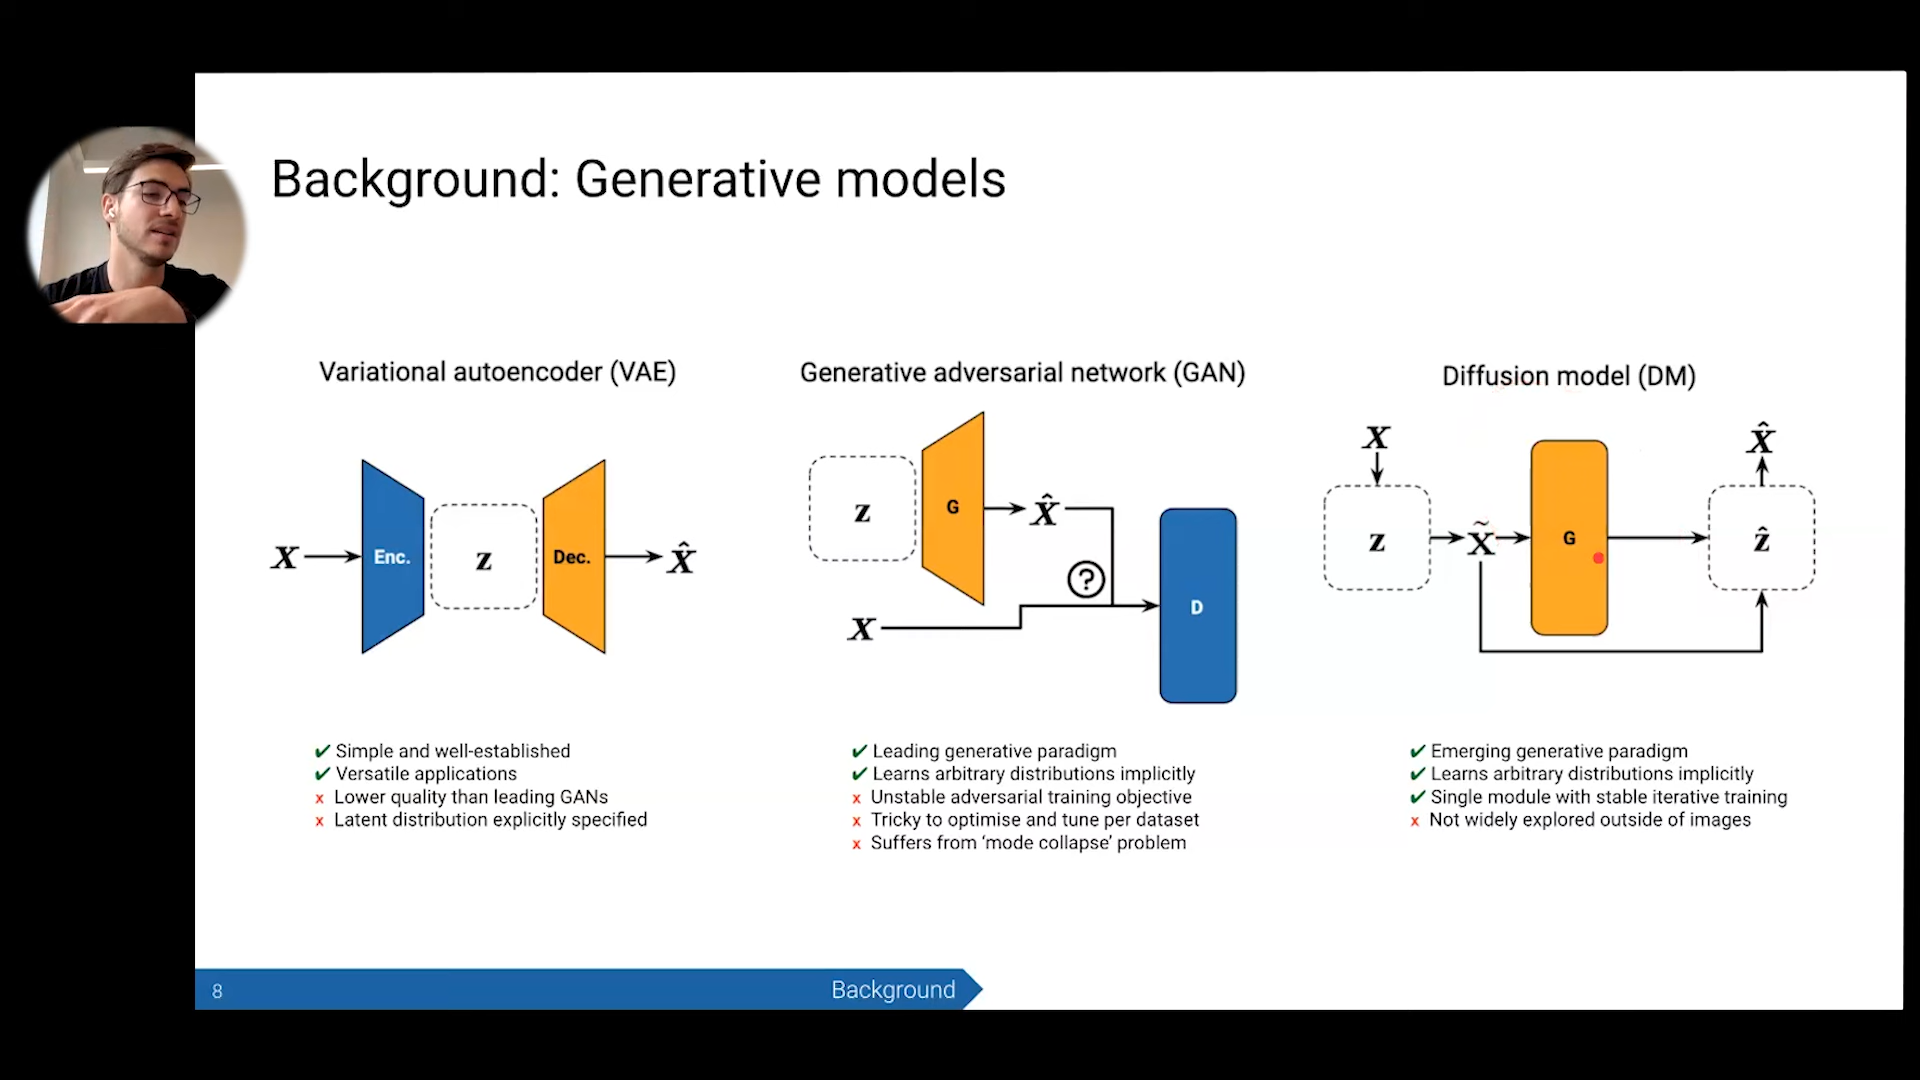 Background: Generative models
Variational autoencoder (VAE)
X
Enc.
z
Dec.
X̂
✔ Simple and well-established
✔ Versatile applications
x Lower quality than leading GANs
x Latent distribution explicitly specified
Generative adversarial network (GAN)
z
G
X̂
?
X
D
✔ Leading generative paradigm
✔ Learns arbitrary distributions implicitly
x Unstable adversarial training objective
x Tricky to optimise and tune per dataset
x Suffers from ‘mode collapse’ problem
Diffusion model (DM)
X
z
X̃
G
ẑ
X̂
✔ Emerging generative paradigm
✔ Learns arbitrary distributions implicitly
✔ Single module with stable iterative training
x Not widely explored outside of images
8
Background